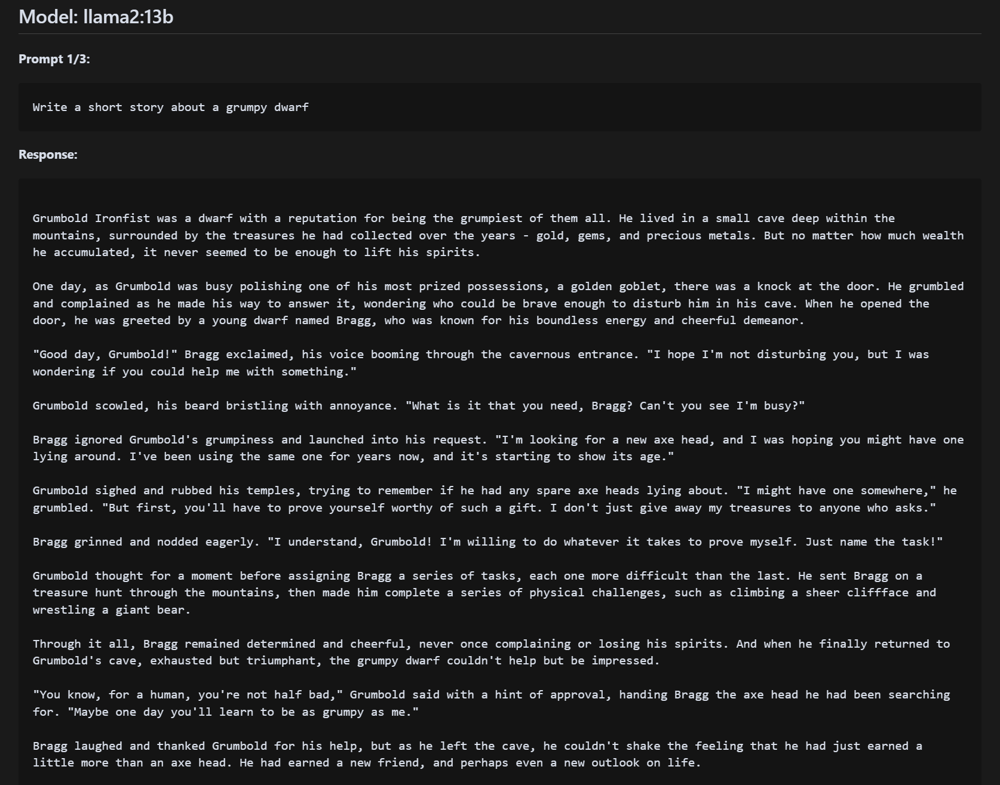 Model: llama2:13b
Prompt 1/3:
Write a short story about a grumpy dwarf
Response:
Grumbold Ironfist was a dwarf with a reputation for being the grumpiest of them all. He lived in a small cave deep within the
mountains, surrounded by the treasures he had collected over the years - gold, gems, and precious metals. But no matter how much wealth
he accumulated, it never seemed to be enough to lift his spirits.
One day, as Grumbold was busy polishing one of his most prized possessions, a golden goblet, there was a knock at the door. He grumbled
and complained as he made his way to answer it, wondering who could be brave enough to disturb him in his cave. When he opened the
door, he was greeted by a young dwarf named Bragg, who was known for his boundless energy and cheerful demeanor.
"Good day, Grumbold!" Bragg exclaimed, his voice booming through the cavernous entrance. "I hope I'm not disturbing you, but I was
wondering if you could help me with something."
Grumbold scowled, his beard bristling with annoyance. "What is it that you need, Bragg? Can't you see I'm busy?"
Bragg ignored Grumbold's grumpiness and launched into his request. "I'm looking for a new axe head, and I was hoping you might have one
lying around. I've been using the same one for years now, and it's starting to show its age."
Grumbold sighed and rubbed his temples, trying to remember if he had any spare axe heads lying about. "I might have one somewhere," he
grumbled. "But first, you'll have to prove yourself worthy of such a gift. I don't just give away my treasures to anyone who asks."
Bragg grinned and nodded eagerly. "I understand, Grumbold! I'm willing to do whatever it takes to prove myself. Just name the task!"
Grumbold thought for a moment before assigning Bragg a series of tasks, each one more difficult than the last. He sent Bragg on a
treasure hunt through the mountains, then made him complete a series of physical challenges, such as climbing a sheer cliffface and
wrestling a giant bear.
Through it all, Bragg remained determined and cheerful, never once complaining or losing his spirits. And when he finally returned to
Grumbold's cave, exhausted but triumphant, the grumpy dwarf couldn't help but be impressed.
"You know, for a human, you're not half bad," Grumbold said with a hint of approval, handing Bragg the axe head he had been searching
for. "Maybe one day you'll learn to be as grumpy as me."
Bragg laughed and thanked Grumbold for his help, but as he left the cave, he couldn't shake the feeling that he had just earned a
little more than an axe head. He had earned a new friend, and perhaps even a new outlook on life.